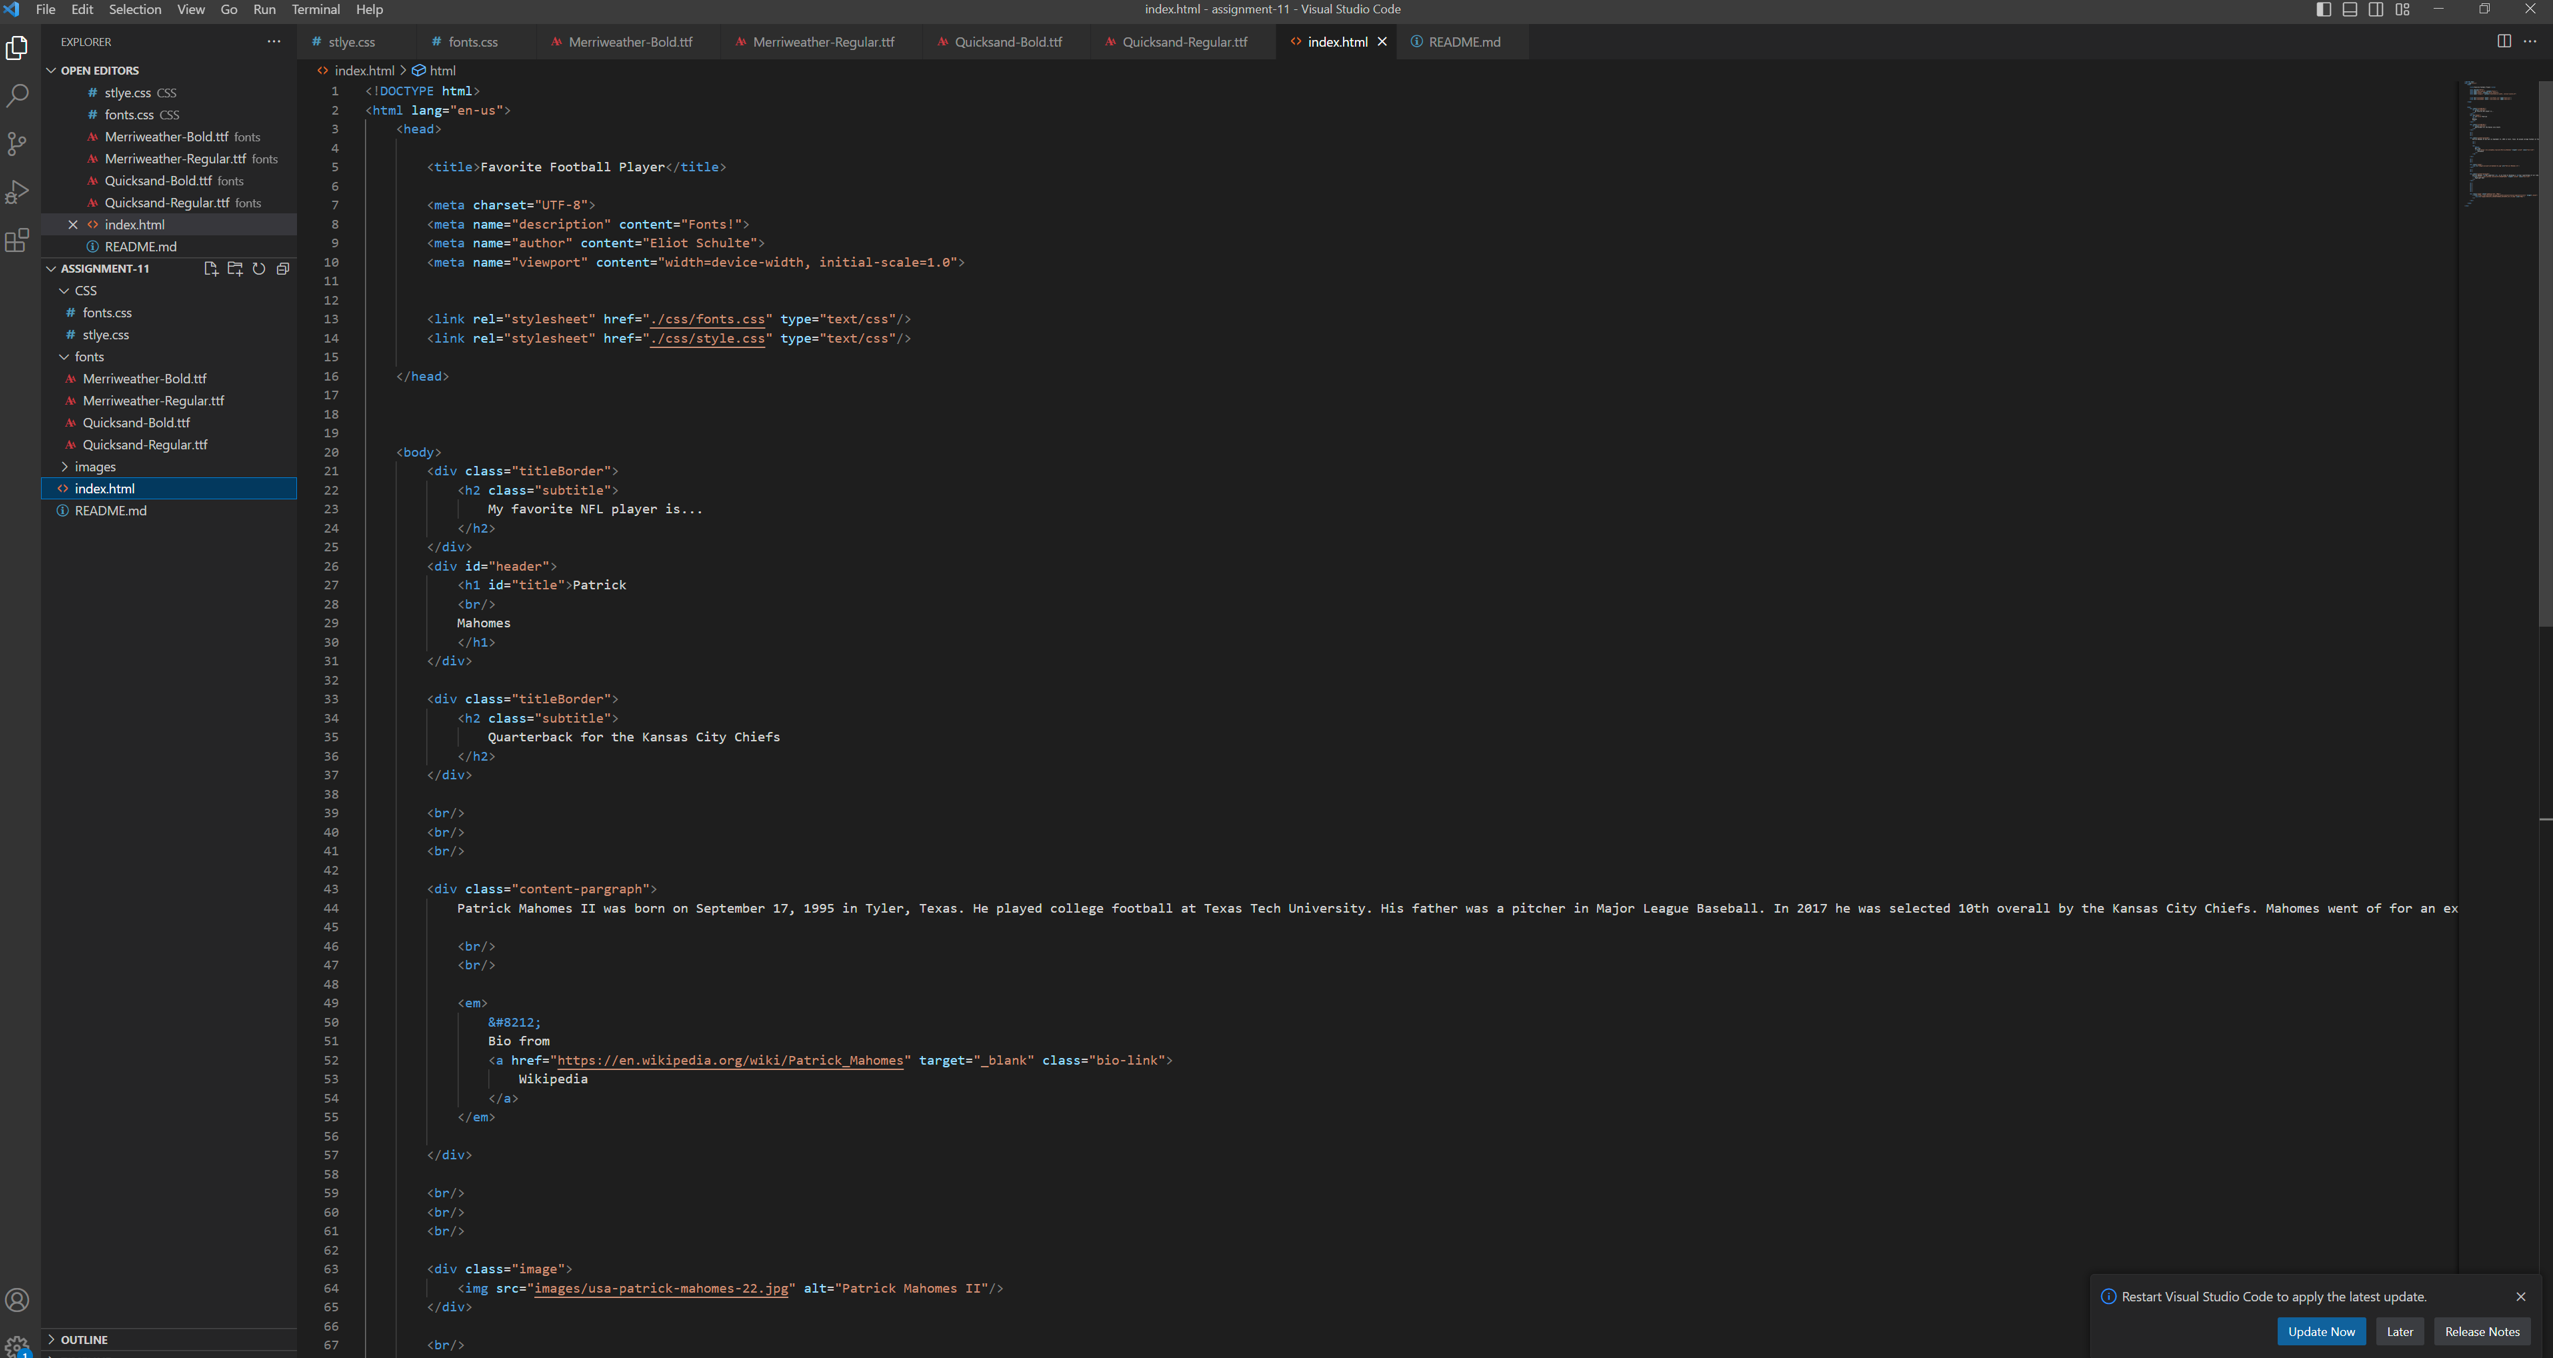 File Edit Selection View Go Run Terminal Help
index.html - assignment-11 - Visual Studio Code
EXPLORER
OPEN EDITORS
# stlye.css CSS
# fonts.css CSS
Merriweather-Bold.ttf fonts
Merriweather-Regular.ttf fonts
Quicksand-Bold.ttf fonts
Quicksand-Regular.ttf fonts
index.html
README.md
ASSIGNMENT-11
CSS
# fonts.css
# stlye.css
fonts
Merriweather-Bold.ttf
Merriweather-Regular.ttf
Quicksand-Bold.ttf
Quicksand-Regular.ttf
images
index.html
README.md
OUTLINE
1
# stlye.css # fonts.css Merriweather-Bold.ttf Merriweather-Regular.ttf Quicksand-Bold.ttf Quicksand-Regular.ttf index.html README.md
index.html > html
1 <!DOCTYPE html>
2 <html lang="en-us">
3 <head>
4
5 <title>Favorite Football Player</title>
6
7 <meta charset="UTF-8">
8 <meta name="description" content="Fonts!">
9 <meta name="author" content="Eliot Schulte">
10 <meta name="viewport" content="width=device-width, initial-scale=1.0">
11
12
13 <link rel="stylesheet" href="./css/fonts.css" type="text/css"/>
14 <link rel="stylesheet" href="./css/style.css" type="text/css"/>
15
16 </head>
17
18
19
20 <body>
21 <div class="titleBorder">
22 <h2 class="subtitle">
23 My favorite NFL player is...
24 </h2>
25 </div>
26 <div id="header">
27 <h1 id="title">Patrick
28 <br/>
29 Mahomes
30 </h1>
31 </div>
32
33 <div class="titleBorder">
34 <h2 class="subtitle">
35 Quarterback for the Kansas City Chiefs
36 </h2>
37 </div>
38
39 <br/>
40 <br/>
41 <br/>
42
43 <div class="content-pargraph">
44 Patrick Mahomes II was born on September 17, 1995 in Tyler, Texas. He played college football at Texas Tech University. His father was a pitcher in Major League Baseball. In 2017 he was selected 10th overall by the Kansas City Chiefs. Mahomes went of for an ex
45
46 <br/>
47 <br/>
48
49 <em>
50 &#8212;
51 Bio from
52 <a href="https://en.wikipedia.org/wiki/Patrick_Mahomes" target="_blank" class="bio-link">
53 Wikipedia
54 </a>
55 </em>
56
57 </div>
58
59 <br/>
60 <br/>
61 <br/>
62
63 <div class="image">
64 <img src="images/usa-patrick-mahomes-22.jpg" alt="Patrick Mahomes II"/>
65 </div>
66
67 <br/>
Restart Visual Studio Code to apply the latest update.
Update Now Later Release Notes